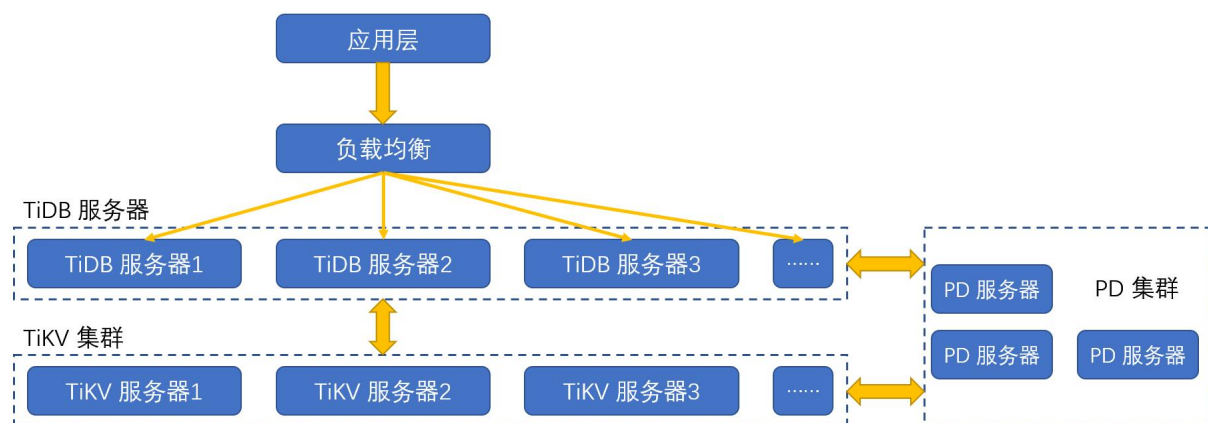 应用层
负载均衡
TiDB 服务器
TiDB 服务器1
TiDB 服务器2
TiDB 服务器3
……
PD 服务器
PD 集群
PD 服务器
PD 服务器
TiKV 集群
TiKV 服务器1
TiKV 服务器2
TiKV 服务器3
……